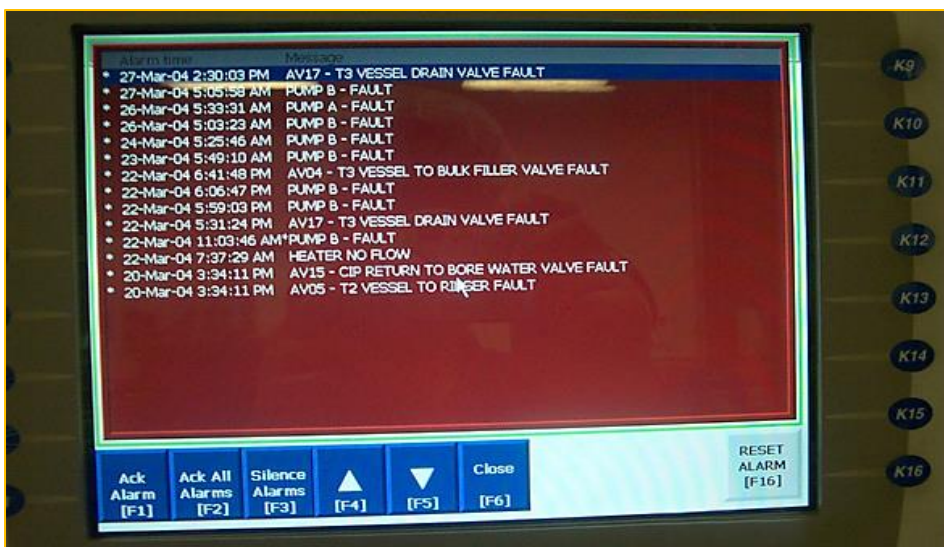 Alarm time Message
* 27-Mar-04 2:30:03 PM AV17 - T3 VESSEL DRAIN VALVE FAULT
* 27-Mar-04 5:05:58 AM PUMP B - FAULT
* 26-Mar-04 5:33:31 AM PUMP A - FAULT
* 26-Mar-04 5:03:23 AM PUMP B - FAULT
* 24-Mar-04 5:25:46 AM PUMP B - FAULT
* 23-Mar-04 5:49:10 AM PUMP B - FAULT
* 22-Mar-04 6:41:48 PM AV04 - T3 VESSEL TO BULK FILLER VALVE FAULT
* 22-Mar-04 6:06:47 PM PUMP B - FAULT
* 22-Mar-04 5:59:03 PM PUMP B - FAULT
* 22-Mar-04 5:31:24 PM AV17 - T3 VESSEL DRAIN VALVE FAULT
* 22-Mar-04 11:03:46 AM*PUMP B - FAULT
* 22-Mar-04 7:37:29 AM HEATER NO FLOW
* 20-Mar-04 3:34:11 PM AV15 - CIP RETURN TO BORE WATER VALVE FAULT
* 20-Mar-04 3:34:11 PM AV05 - T2 VESSEL TO RINSER FAULT
Ack
Alarm
[F1]
Ack All
Alarms
[F2]
Silence
Alarms
[F3]
[F4]
[F5]
Close
[F6]
RESET
ALARM
[F16]
K9
K10
K11
K12
K13
K14
K15
K16